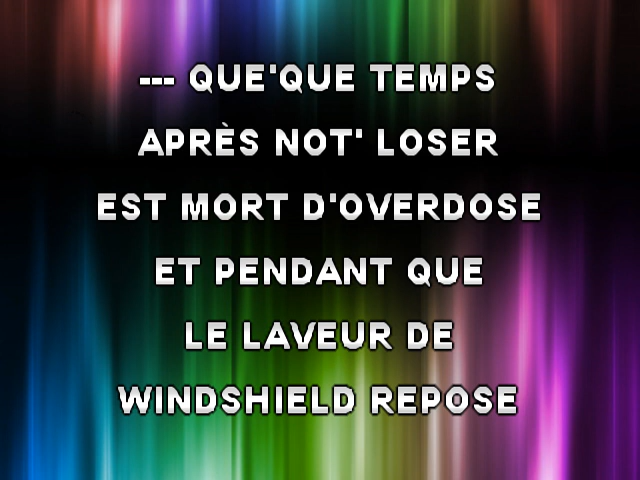 --- QUE'QUE TEMPS
APRÈS NOT' LOSER
EST MORT D'OVERDOSE
ET PENDANT QUE
LE LAVEUR DE
WINDSHIELD REPOSE